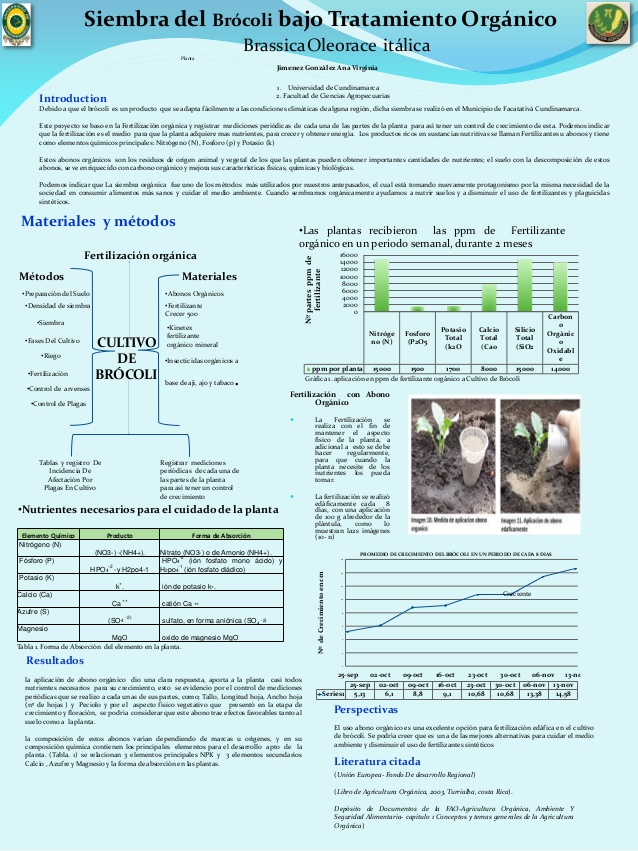 Siembra del Brócoli bajo Tratamiento Orgánico
Brassica Oleorace itálica
Planta
Jimenez González Ana Virginia
1. Universidad de Cundinamarca
2. Facultad de Ciencias Agropecuarias
Introduction
Debido a que el brócoli es un producto que se adapta fácilmente a las condiciones climáticas de alguna región, dicha siembra se realizó en el Municipio de Facatativá Cundinamarca.
Este proyecto se baso en la Fertilización orgánica y registrar mediciones periódicas de cada una de las partes de la planta para así tener un control de crecimiento de esta. Podemos indicar
que la fertilización es el medio para que la planta adquiere mas nutrientes, para crecer y obtener energía. Los productos ricos en sustancias nutritivas se llaman Fertilizantes u abonos y tiene
como elementos químicos principales: Nitrógeno (N), Fosforo (p) y Potasio (k)
Estos abonos orgánicos son los residuos de origen animal y vegetal de los que las plantas pueden obtener importantes cantidades de nutrientes; el suelo con la descomposición de estos
abonos, se ve enriquecido con carbono orgánico y mejora sus características físicas, químicas y biológicas.
Podemos indicar que La siembra orgánica fue uno de los métodos más utilizados por nuestros antepasados, el cual está tomando nuevamente protagonismo por la misma necesidad de la
sociedad en consumir alimentos más sanos y cuidar el medio ambiente. Cuando sembramos orgánicamente ayudamos a nutrir suelos y a disminuir el uso de fertilizantes y plaguicidas
sintéticos.
Materiales y métodos
Fertilización orgánica
Métodos
Materiales
•Preparación del Suelo
•Densidad de siembra
•Siembra
•Fases Del Cultivo
•Riego
•Fertilización
•Control de arvenses
•Control de Plagas
CULTIVO
DE
BRÓCOLI
•Abonos Orgánicos
•Fertilizante
Crecer 500
•Kinetex
fertilizante
orgánico mineral
•Insecticidas orgánicos a
base de ají, ajo y tabaco.
Tablas y registro De
Incidencia De
Afectación Por
Plagas En Cultivo
Registrar mediciones
periódicas de cada una de
las partes de la planta
para así tener un control
de crecimiento
•Nutrientes necesarios para el cuidado de la planta
Elemento Químico Producto Forma de Absorción
Nitrógeno (N) (NO3-) -(NH4+). Nitrato (NO3-) o de Amonio (NH4+).
Fósforo (P) HPO4-2- y H2po4-1 HPO4-2 (ión fosfato mono ácido) y
H2po4-1 (ión fosfato diácido)
Potasio (K) k+. ión de potasio k+.
Calcio (Ca) Ca++ catión Ca ++
Azufre (S) (SO4 -2) sulfato, en forma aniónica (SO4 -2)
Magnesio MgO oxido de magnesio MgO
Tabla 1. Forma de Absorción del elemento en la planta.
Resultados
la aplicación de abono orgánico dio una clara respuesta, aporta a la planta casi todos
nutrientes necesarios para su crecimiento, esto se evidencio por el control de mediciones
periódicas que se realizo a cada unas de sus partes, como; Tallo, Longitud hoja, Ancho hoja
(nº de hojas ) y Peciolo y por el aspecto físico vegetativo que presentó en la etapa de
crecimiento y floración, se podría considerar que este abono trae efectos favorables tanto al
suelo como a la planta.
la composición de estos abonos varían dependiendo de marcas u orígenes, y en su
composición química contienen los principales elementos para el desarrollo apto de la
planta. (Tabla. 1) se relacionan 3 elementos principales NPK y 3 elementos secundarios
Calcio , Azufre y Magnesio y la forma de absorción en las plantas.
•Las plantas recibieron las ppm de Fertilizante
orgánico en un periodo semanal, durante 2 meses
Nº partes ppm de
fertilizante
16000
14000
12000
10000
8000
6000
4000
2000
0
Nitróge
no (N)
Fosforo
(P2O5
Potasio
Total
(k2O
Calcio
Total
(Cao
Silicio
Total
(SiO2
Carbon
o
Orgánic
o
Oxidabl
e
ppm por planta 15000 1500 1700 8000 15000 14000
Gráfica 1. aplicación en ppm de fertilizante orgánico a Cultivo de Brócoli
Fertilización con Abono
Orgánico
La Fertilización se
realiza con el fin de
mantener el aspecto
físico de la planta, a
adicional a esto se debe
hacer regularmente,
para que cuando la
planta necesite de los
nutrientes los pueda
tomar.
La fertilización se realizó
edáficamente cada 8
días, con una aplicación
de 100 g alrededor de la
plántula, como lo
muestran las imágenes
(10-11)
Imagen 10. Medida de aplicacion abono
organico
Imagen 11. Aplicacion de abono
edaficamente
PROMEDIO DE CRECIMIENTO DEL BRÓCOLI EN UN PERIODO DE CADA 8 DIAS
Nº de Crecimiento en cm
Creciente
25-sep 02-oct 09-oct 16-oct 23-oct 30-oct 06-nov 13-nc
25-sep 02-oct 09-oct 16-oct 23-oct 30-oct 06-nov 13-nov
Series1 5,13 6,1 8,8 9,1 10,68 10,68 13,38 14,58
Perspectivas
El uso abono orgánico es una excelente opción para fertilización edáfica en el cultivo
de brócoli. Se podría creer que es una de las mejores alternativas para cuidar el medio
ambiente y disminuir el uso de fertilizantes sintéticos
Literatura citada
(Unión Europea- Fondo De desarrollo Regional)
(Libro de Agricultura Orgánica, 2003, Turrialba, costa Rica).
Depósito de Documentos de la FAO-Agricultura Orgánica, Ambiente Y
Seguridad Alimentaria- capítulo 1 Conceptos y temas generales de la Agricultura
Orgánica)